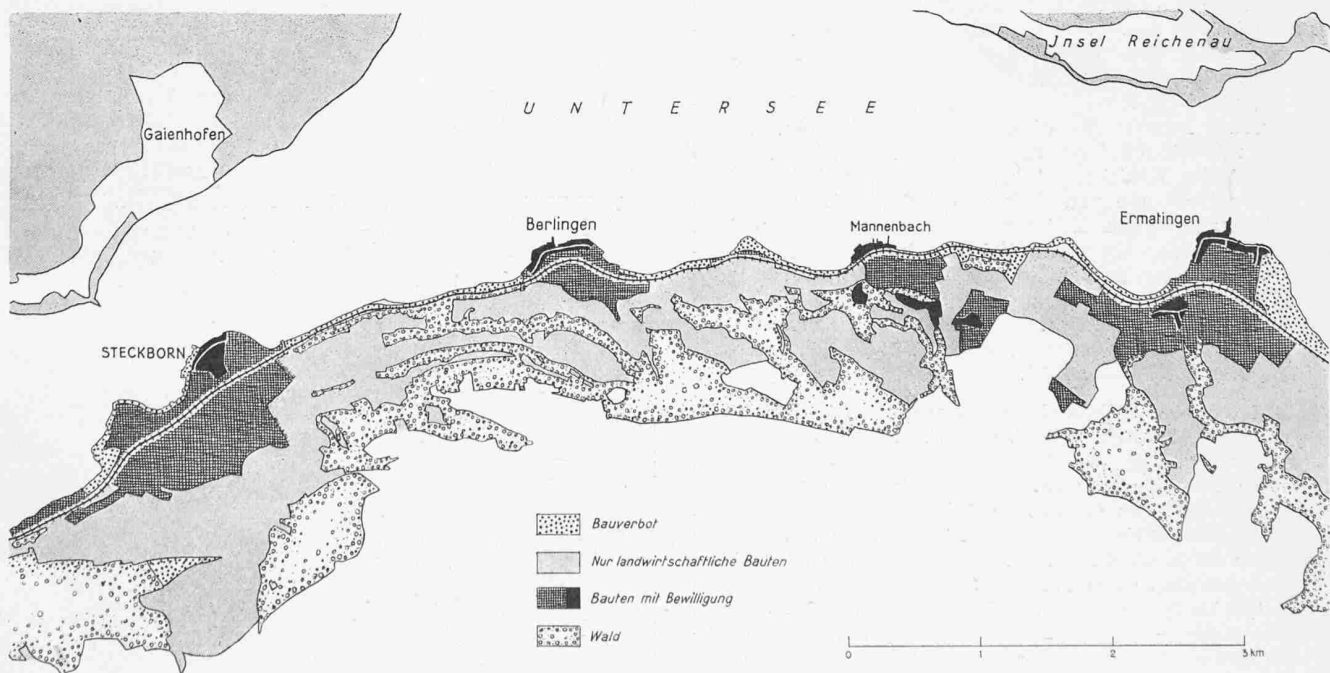 Jnsel Reichenau
UNTERSEE
Gaienhofen
Berlingen
Mannenbach
Ermatingen
STECKBORN
Bauverbot
Nur landwirtschaftliche Bauten
Bauten mit Bewilligung
Wald
0 1 2 3 km